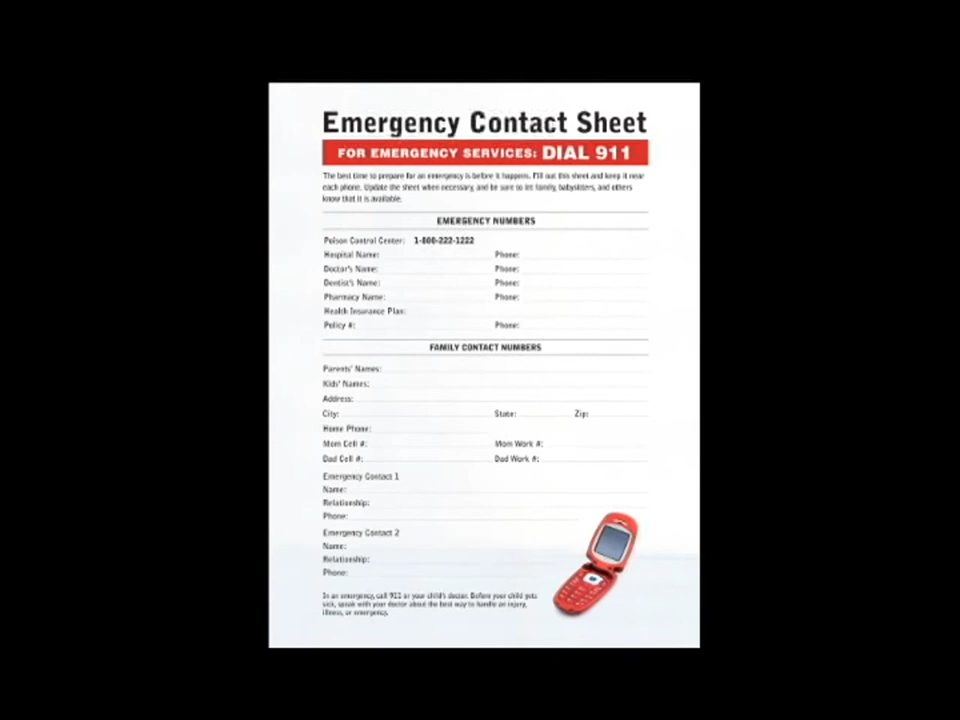 Emergency Contact Sheet
FOR EMERGENCY SERVICES: DIAL 911
The best time to prepare for an emergency is before it happens. Fill out this sheet and keep it near
each phone. Update the sheet when necessary, and be sure to let family, babysitters, and others
know that it is available.
EMERGENCY NUMBERS
Poison Control Center: 1-800-222-1222
Hospital Name: Phone:
Doctor's Name: Phone:
Dentist's Name: Phone:
Pharmacy Name: Phone:
Health Insurance Plan:
Policy #: Phone:
FAMILY CONTACT NUMBERS
Parents' Names:
Kids' Names:
Address:
City: State: Zip:
Home Phone:
Mom Cell #: Mom Work #:
Dad Cell #: Dad Work #:
Emergency Contact 1
Name:
Relationship:
Phone:
Emergency Contact 2
Name:
Relationship:
Phone:
In an emergency, call 911 or your child's doctor. Before your child gets
sick, speak with your doctor about the best way to handle an injury,
illness, or emergency.